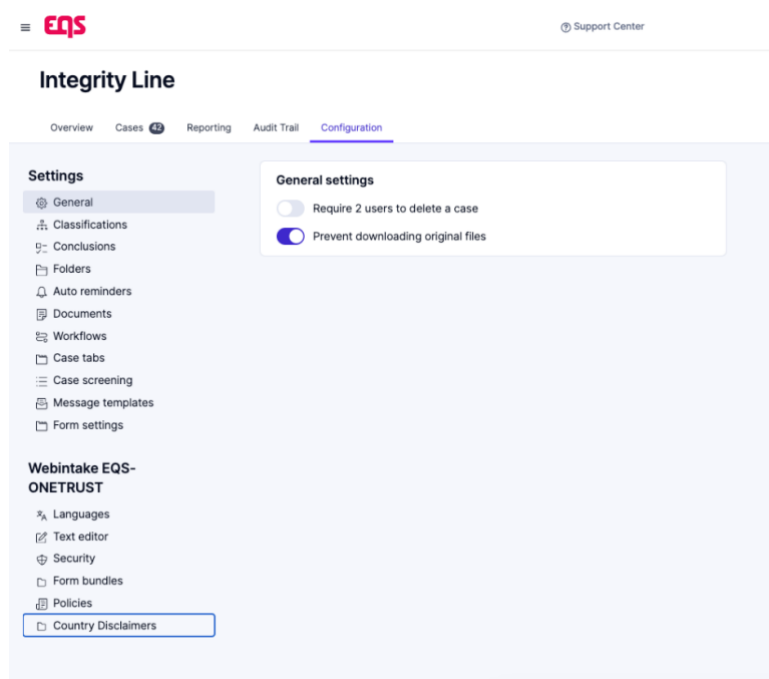 EQS
Support Center
Integrity Line
Overview
Cases 42
Reporting
Audit Trail
Configuration
Settings
General
Classifications
Conclusions
Folders
Auto reminders
Documents
Workflows
Case tabs
Case screening
Message templates
Form settings
Webintake EQS-
ONETRUST
Languages
Text editor
Security
Form bundles
Policies
Country Disclaimers
General settings
Require 2 users to delete a case
Prevent downloading original files